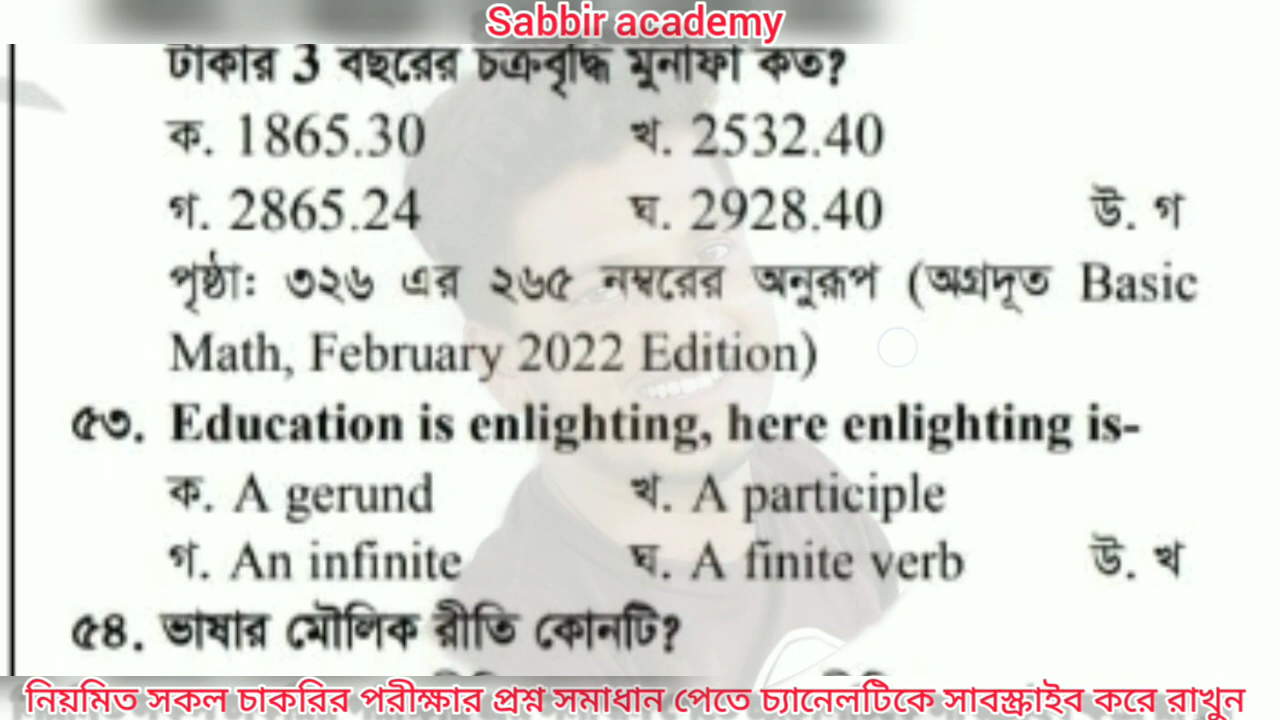 Sabbir academy
টাকার 3 বছরের চক্রবৃদ্ধি মুনাফা কত?
ক. 1865.30 খ. 2532.40
গ. 2865.24 ঘ. 2928.40 উ. গ
পৃষ্ঠা: ৩২৬ এর ২৬৫ নম্বরের অনুরূপ (অগ্রদূত Basic
Math, February 2022 Edition)
৫৩. Education is enlighting, here enlighting is-
ক. A gerund খ. A participle
গ. An infinite ঘ. A finite verb উ. খ
৫৪. ভাষার মৌলিক রীতি কোনটি?
নিয়মিত সকল চাকরির পরীক্ষার প্রশ্ন সমাধান পেতে চ্যানেলটিকে সাবস্ক্রাইব করে রাখুন